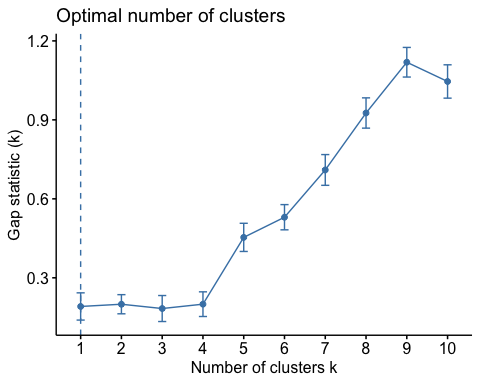 Optimal number of clusters
1.2
0.9
0.6
0.3
Gap statistic (k)
1 2 3 4 5 6 7 8 9 10
Number of clusters k